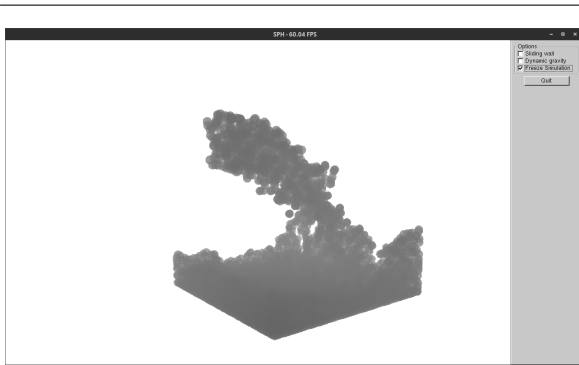 SPH - 60.04 FPS
Options
Sliding wall
Dynamic gravity
Freeze Simulation
Quit